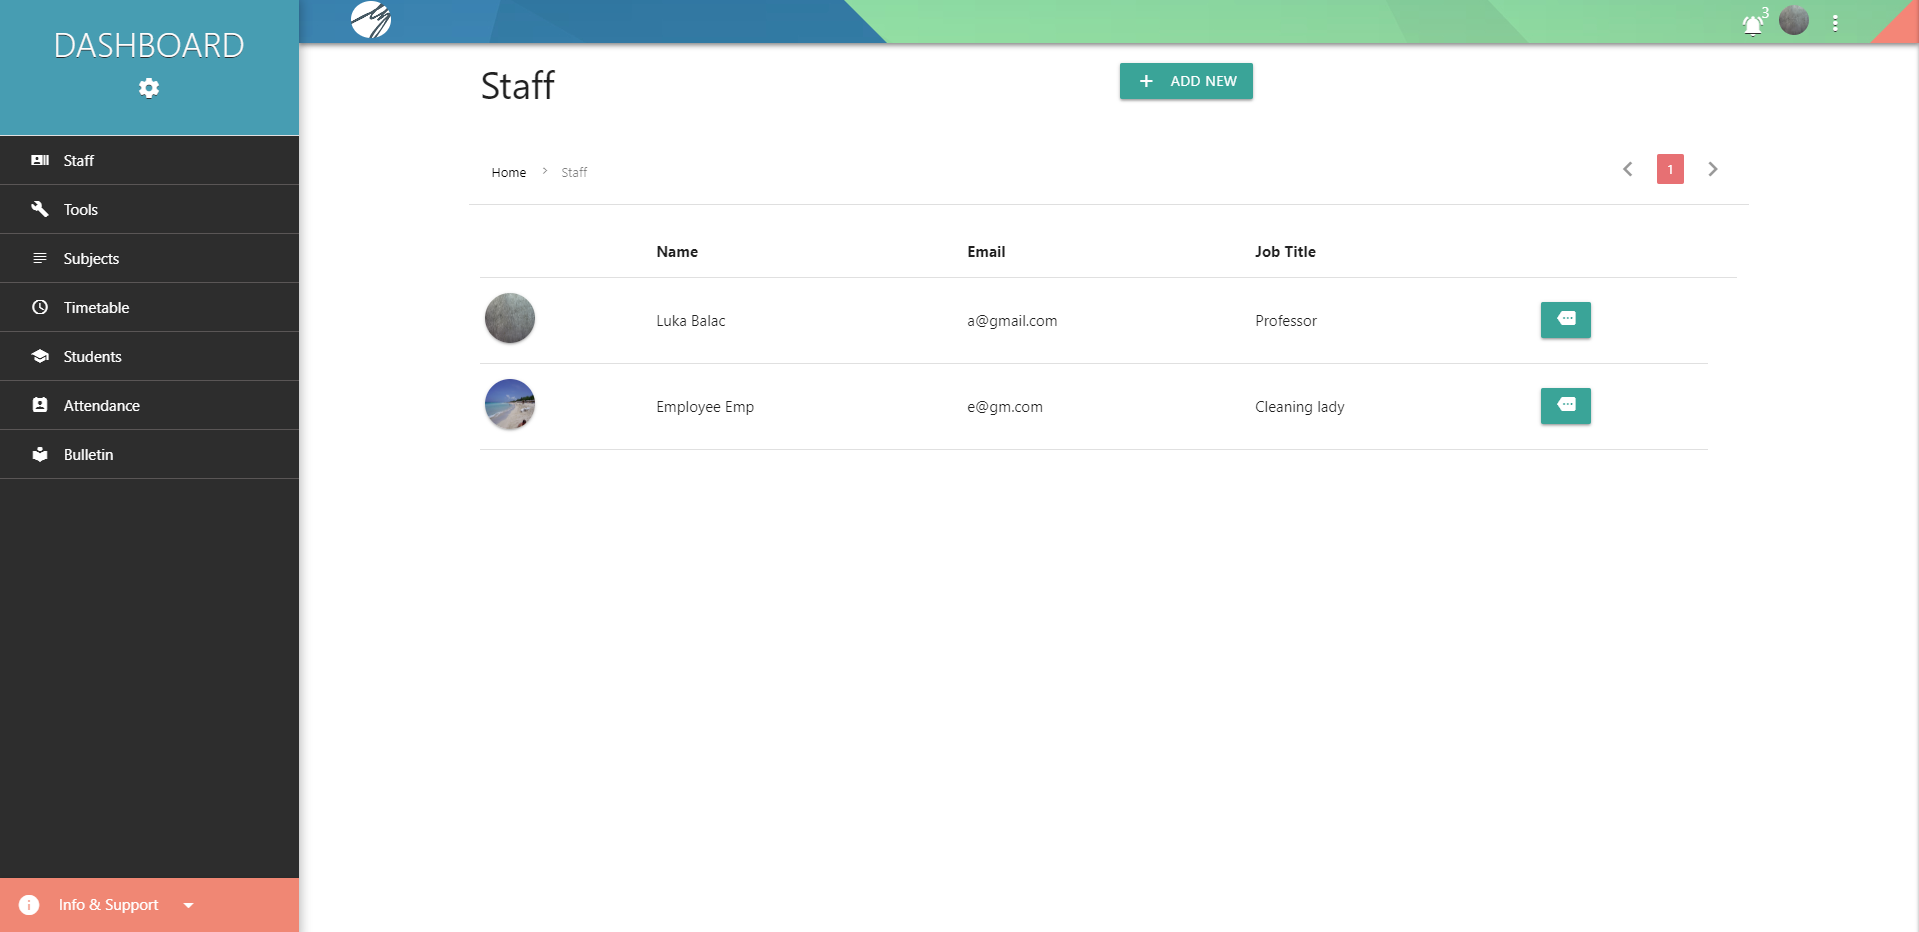 DASHBOARD
3
Staff
ADD NEW
Staff
Tools
Subjects
Timetable
Students
Attendance
Bulletin
Home
Staff
1
Name Email Job Title
Luka Balac a@gmail.com Professor
Employee Emp e@gm.com Cleaning lady
Info & Support